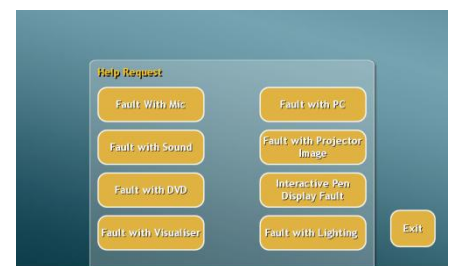 Help Request
Fault With Mic
Fault with PC
Fault with Sound
Fault with Projector
Image
Fault with DVD
Interactive Pen
Display Fault
Fault with Visualiser
Fault with Lighting
Exit